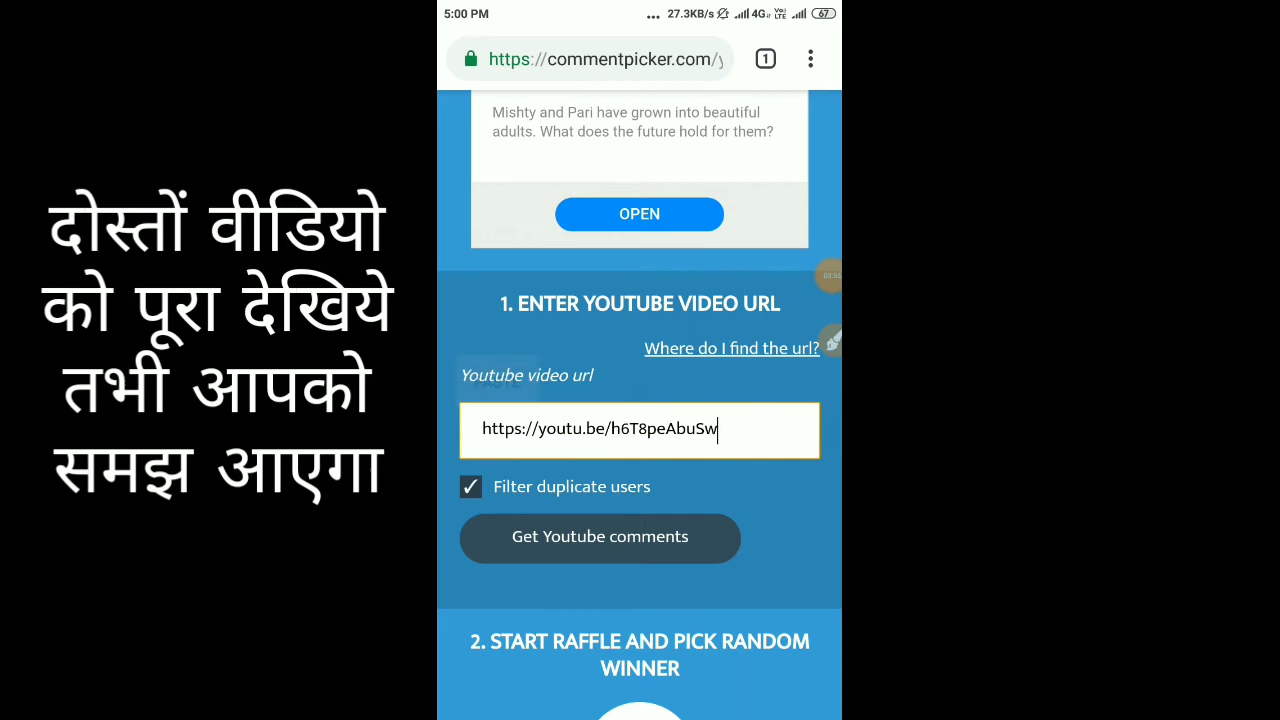 दोस्तों वीडियो
को पूरा देखिये
तभी आपको
समझ आएगा
5:00 PM
... 27.3KB/s 4G Vo) LTE 67
https://commentpicker.com/y
1
Mishty and Pari have grown into beautiful
adults. What does the future hold for them?
OPEN
1. ENTER YOUTUBE VIDEO URL
Where do I find the url?
Youtube video url
https://youtu.be/h6T8peAbuSw
✓ Filter duplicate users
Get Youtube comments
2. START RAFFLE AND PICK RANDOM
WINNER